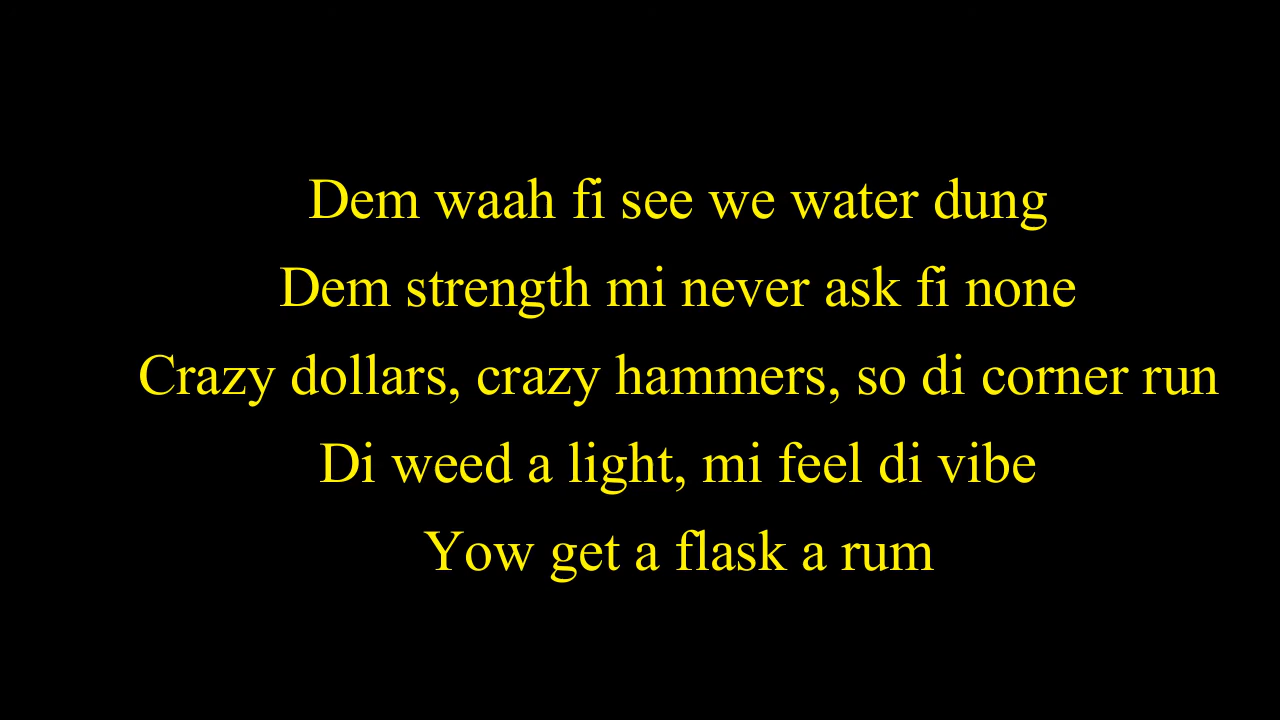 Dem waah fi see we water dung
Dem strength mi never ask fi none
Crazy dollars, crazy hammers, so di corner run
Di weed a light, mi feel di vibe
Yow get a flask a rum